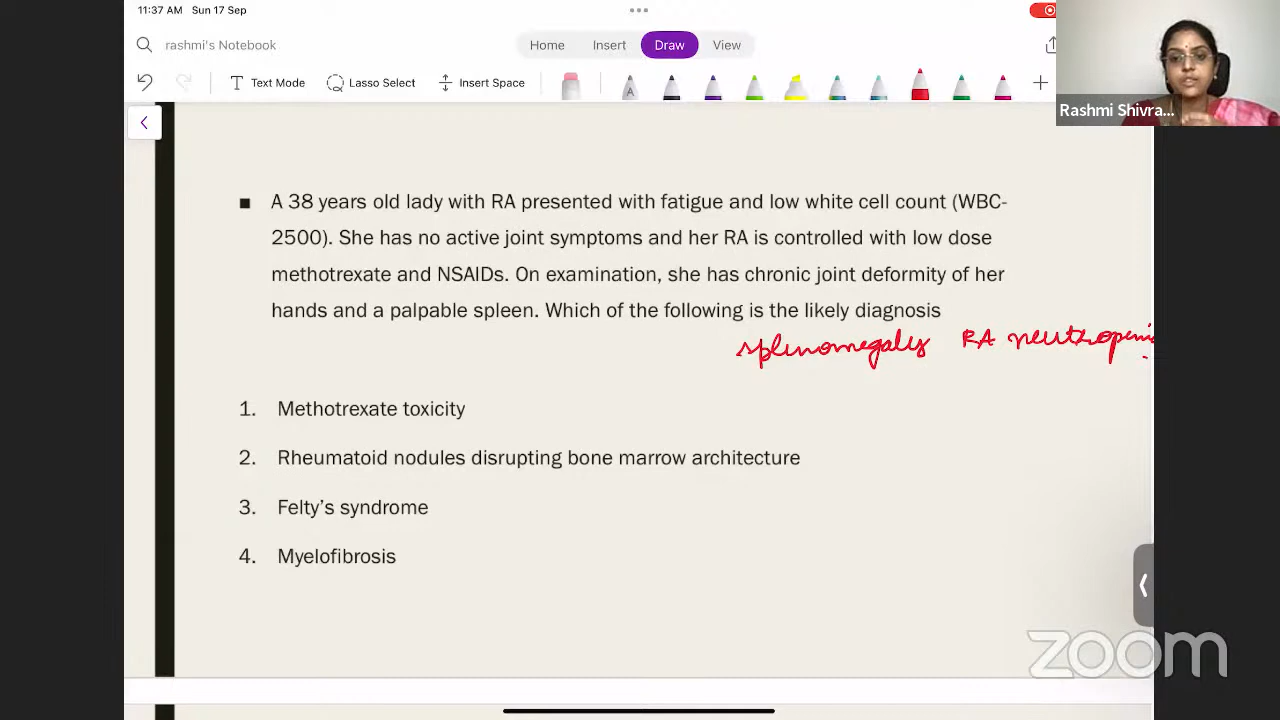 11:37 AM Sun 17 Sep
rashmi's Notebook
Home Insert Draw View
Text Mode Lasso Select Insert Space
A
Rashmi Shivra...
■ A 38 years old lady with RA presented with fatigue and low white cell count (WBC-
2500). She has no active joint symptoms and her RA is controlled with low dose
methotrexate and NSAIDs. On examination, she has chronic joint deformity of her
hands and a palpable spleen. Which of the following is the likely diagnosis
splenomegaly RA neutropenia
1. Methotrexate toxicity
2. Rheumatoid nodules disrupting bone marrow architecture
3. Felty’s syndrome
4. Myelofibrosis
zoom